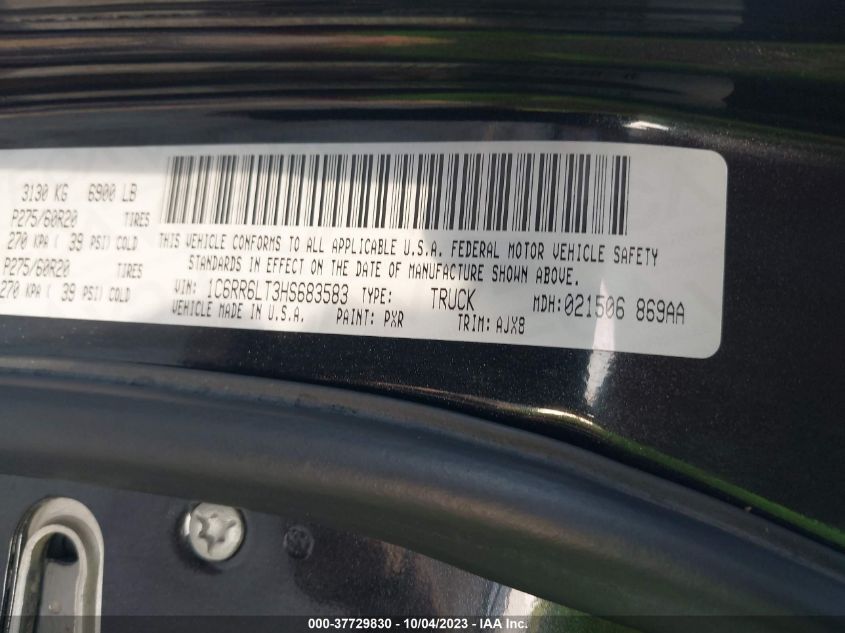 3130 KG 6900 LB
P275/60R20 TIRES
270 KPA ( 39 PSI) COLD
P275/60R20 TIRES
270 KPA ( 39 PSI) COLD
THIS VEHICLE CONFORMS TO ALL APPLICABLE U.S.A. FEDERAL MOTOR VEHICLE SAFETY
STANDARDS IN EFFECT ON THE DATE OF MANUFACTURE SHOWN ABOVE.
VIN: 1C6RR6LT3HS683583 TYPE: TRUCK MDH:021506 869AA
VEHICLE MADE IN U.S.A. PAINT: PXR TRIM: AJX8
000-37729830 - 10/04/2023 - IAA Inc.